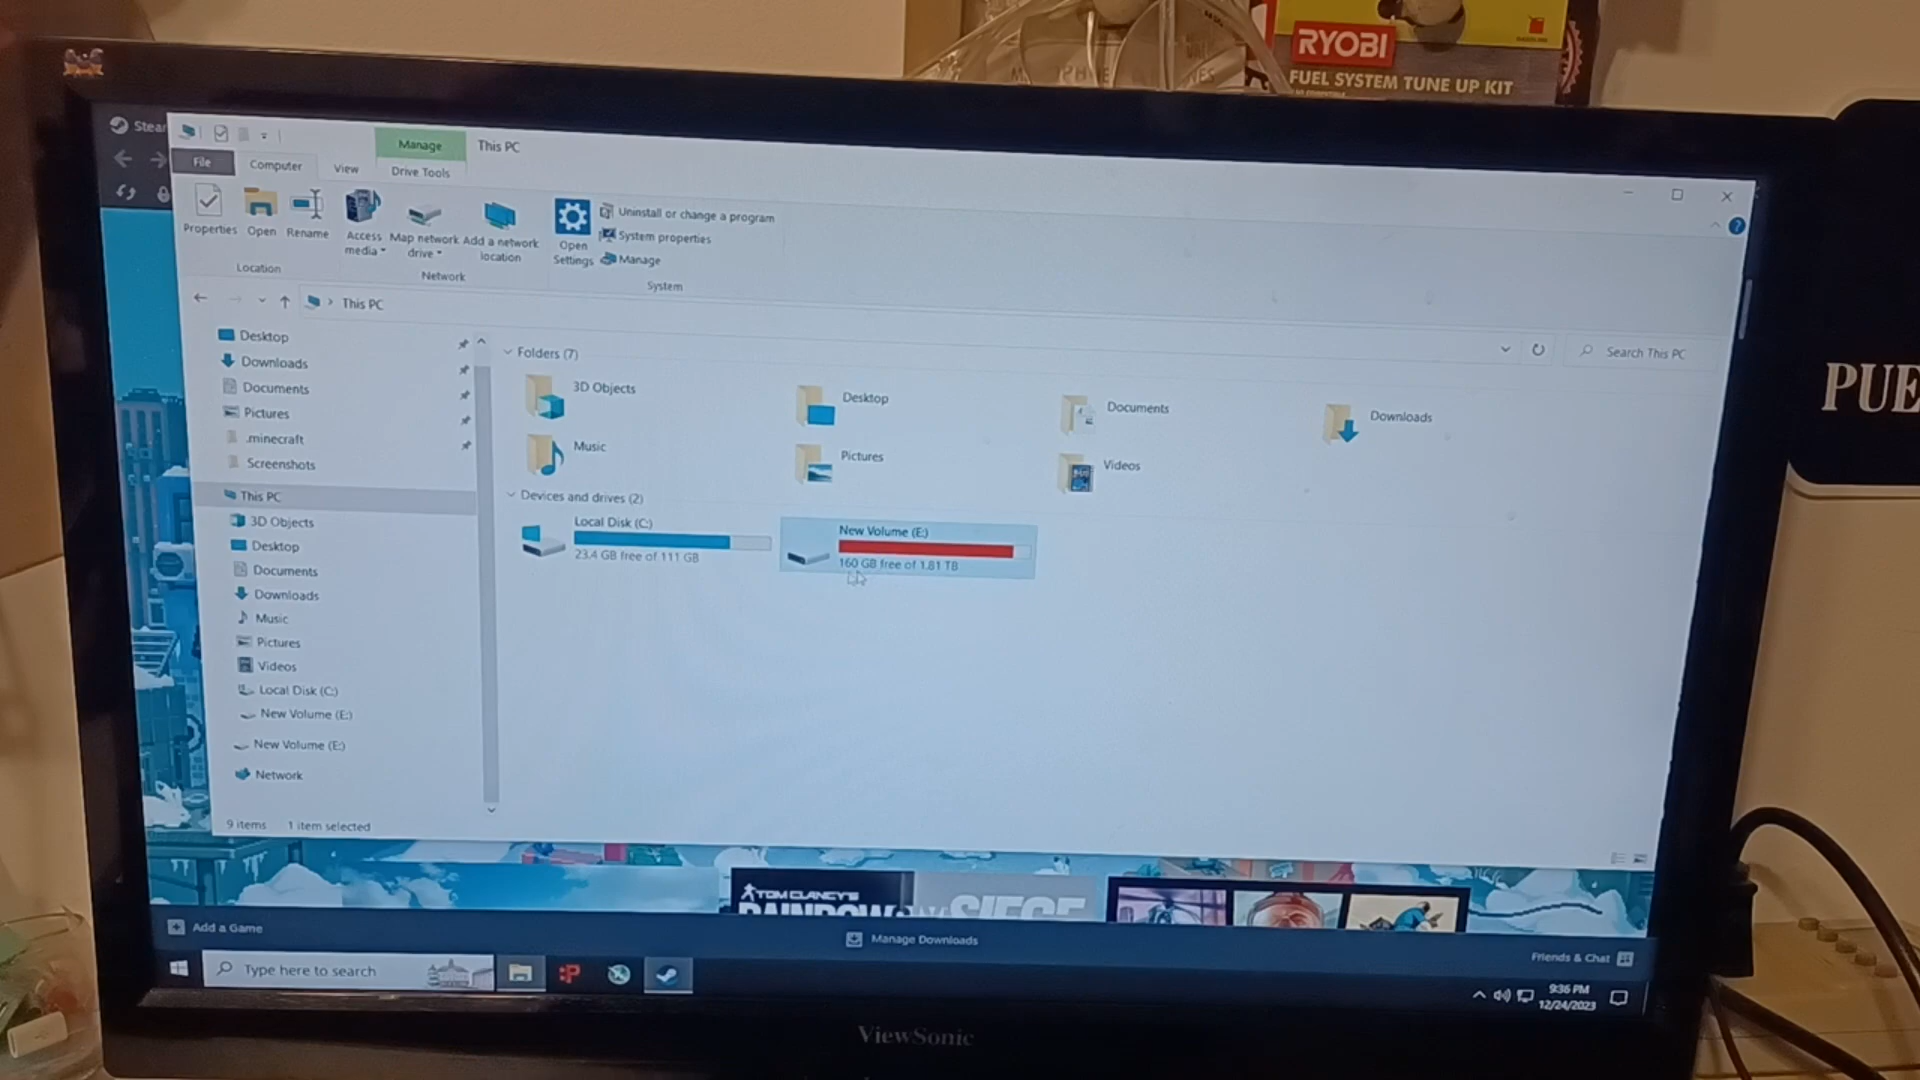 RYOBI
FUEL SYSTEM TUNE UP KIT
PUE
Stear
Manage
This PC
File
Computer
View
Drive Tools
Properties
Open
Rename
Access media
Map network drive
Add a network location
Open Settings
Uninstall or change a program
System properties
Manage
Location
Network
System
This PC
Search This PC
Desktop
Downloads
Documents
Pictures
.minecraft
Screenshots
This PC
3D Objects
Desktop
Documents
Downloads
Music
Pictures
Videos
Local Disk (C:)
New Volume (E:)
New Volume (E:)
Network
Folders (7)
3D Objects
Desktop
Documents
Downloads
Music
Pictures
Videos
Devices and drives (2)
Local Disk (C:)
23.4 GB free of 111 GB
New Volume (E:)
160 GB free of 1.81 TB
9 items
1 item selected
TOM CLANCY'S
RAINBOW SIEGE
Add a Game
Manage Downloads
Friends & Chat
Type here to search
9:36 PM
12/24/2023
ViewSonic